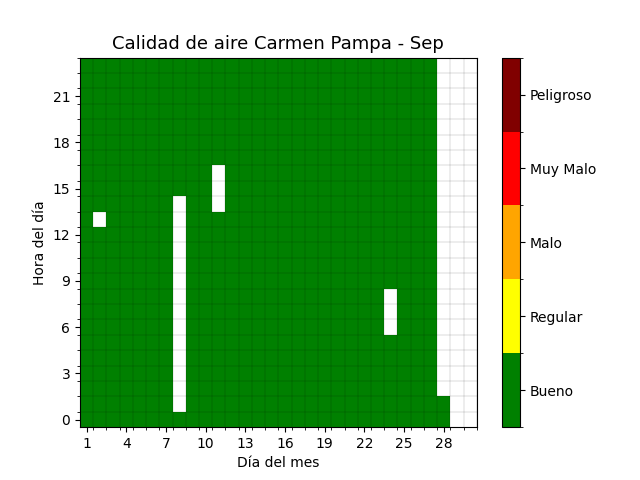 Calidad de aire Carmen Pampa - Sep
Hora del día
21
18
15
12
9
6
3
0
1 4 7 10 13 16 19 22 25 28
Día del mes
Peligroso
Muy Malo
Malo
Regular
Bueno